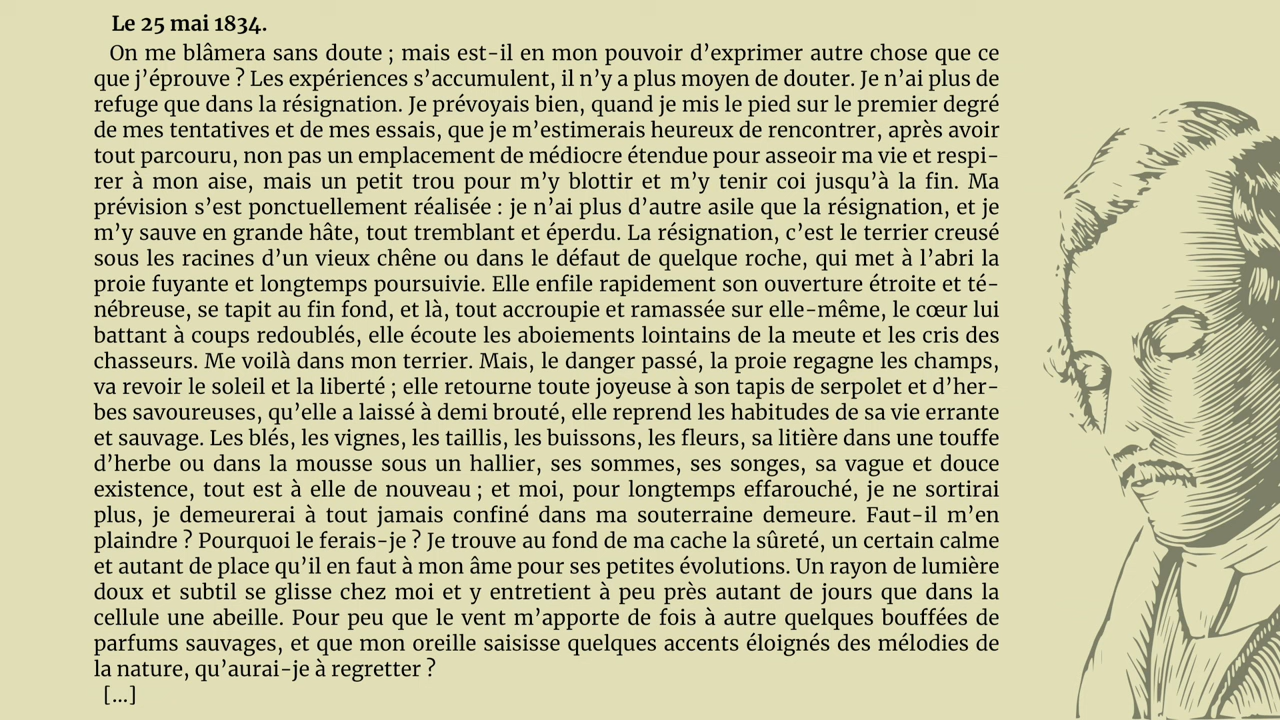 Le 25 mai 1834.
On me blâmera sans doute ; mais est-il en mon pouvoir d’exprimer autre chose que ce
que j’éprouve ? Les expériences s’accumulent, il n’y a plus moyen de douter. Je n’ai plus de
refuge que dans la résignation. Je prévoyais bien, quand je mis le pied sur le premier degré
de mes tentatives et de mes essais, que je m’estimerais heureux de rencontrer, après avoir
tout parcouru, non pas un emplacement de médiocre étendue pour asseoir ma vie et respi-
rer à mon aise, mais un petit trou pour m’y blottir et m’y tenir coi jusqu’à la fin. Ma
prévision s’est ponctuellement réalisée : je n’ai plus d’autre asile que la résignation, et je
m’y sauve en grande hâte, tout tremblant et éperdu. La résignation, c’est le terrier creusé
sous les racines d’un vieux chêne ou dans le défaut de quelque roche, qui met à l’abri la
proie fuyante et longtemps poursuivie. Elle enfile rapidement son ouverture étroite et té-
nébreuse, se tapit au fin fond, et là, tout accroupie et ramassée sur elle-même, le cœur lui
battant à coups redoublés, elle écoute les aboiements lointains de la meute et les cris des
chasseurs. Me voilà dans mon terrier. Mais, le danger passé, la proie regagne les champs,
va revoir le soleil et la liberté ; elle retourne toute joyeuse à son tapis de serpolet et d’her-
bes savoureuses, qu’elle a laissé à demi brouté, elle reprend les habitudes de sa vie errante
et sauvage. Les blés, les vignes, les taillis, les buissons, les fleurs, sa litière dans une touffe
d’herbe ou dans la mousse sous un hallier, ses sommes, ses songes, sa vague et douce
existence, tout est à elle de nouveau ; et moi, pour longtemps effarouché, je ne sortirai
plus, je demeurerai à tout jamais confiné dans ma souterraine demeure. Faut-il m’en
plaindre ? Pourquoi le ferais-je ? Je trouve au fond de ma cache la sûreté, un certain calme
et autant de place qu’il en faut à mon âme pour ses petites évolutions. Un rayon de lumière
doux et subtil se glisse chez moi et y entretient à peu près autant de jours que dans la
cellule une abeille. Pour peu que le vent m’apporte de fois à autre quelques bouffées de
parfums sauvages, et que mon oreille saisisse quelques accents éloignés des mélodies de
la nature, qu’aurai-je à regretter ?
[...]